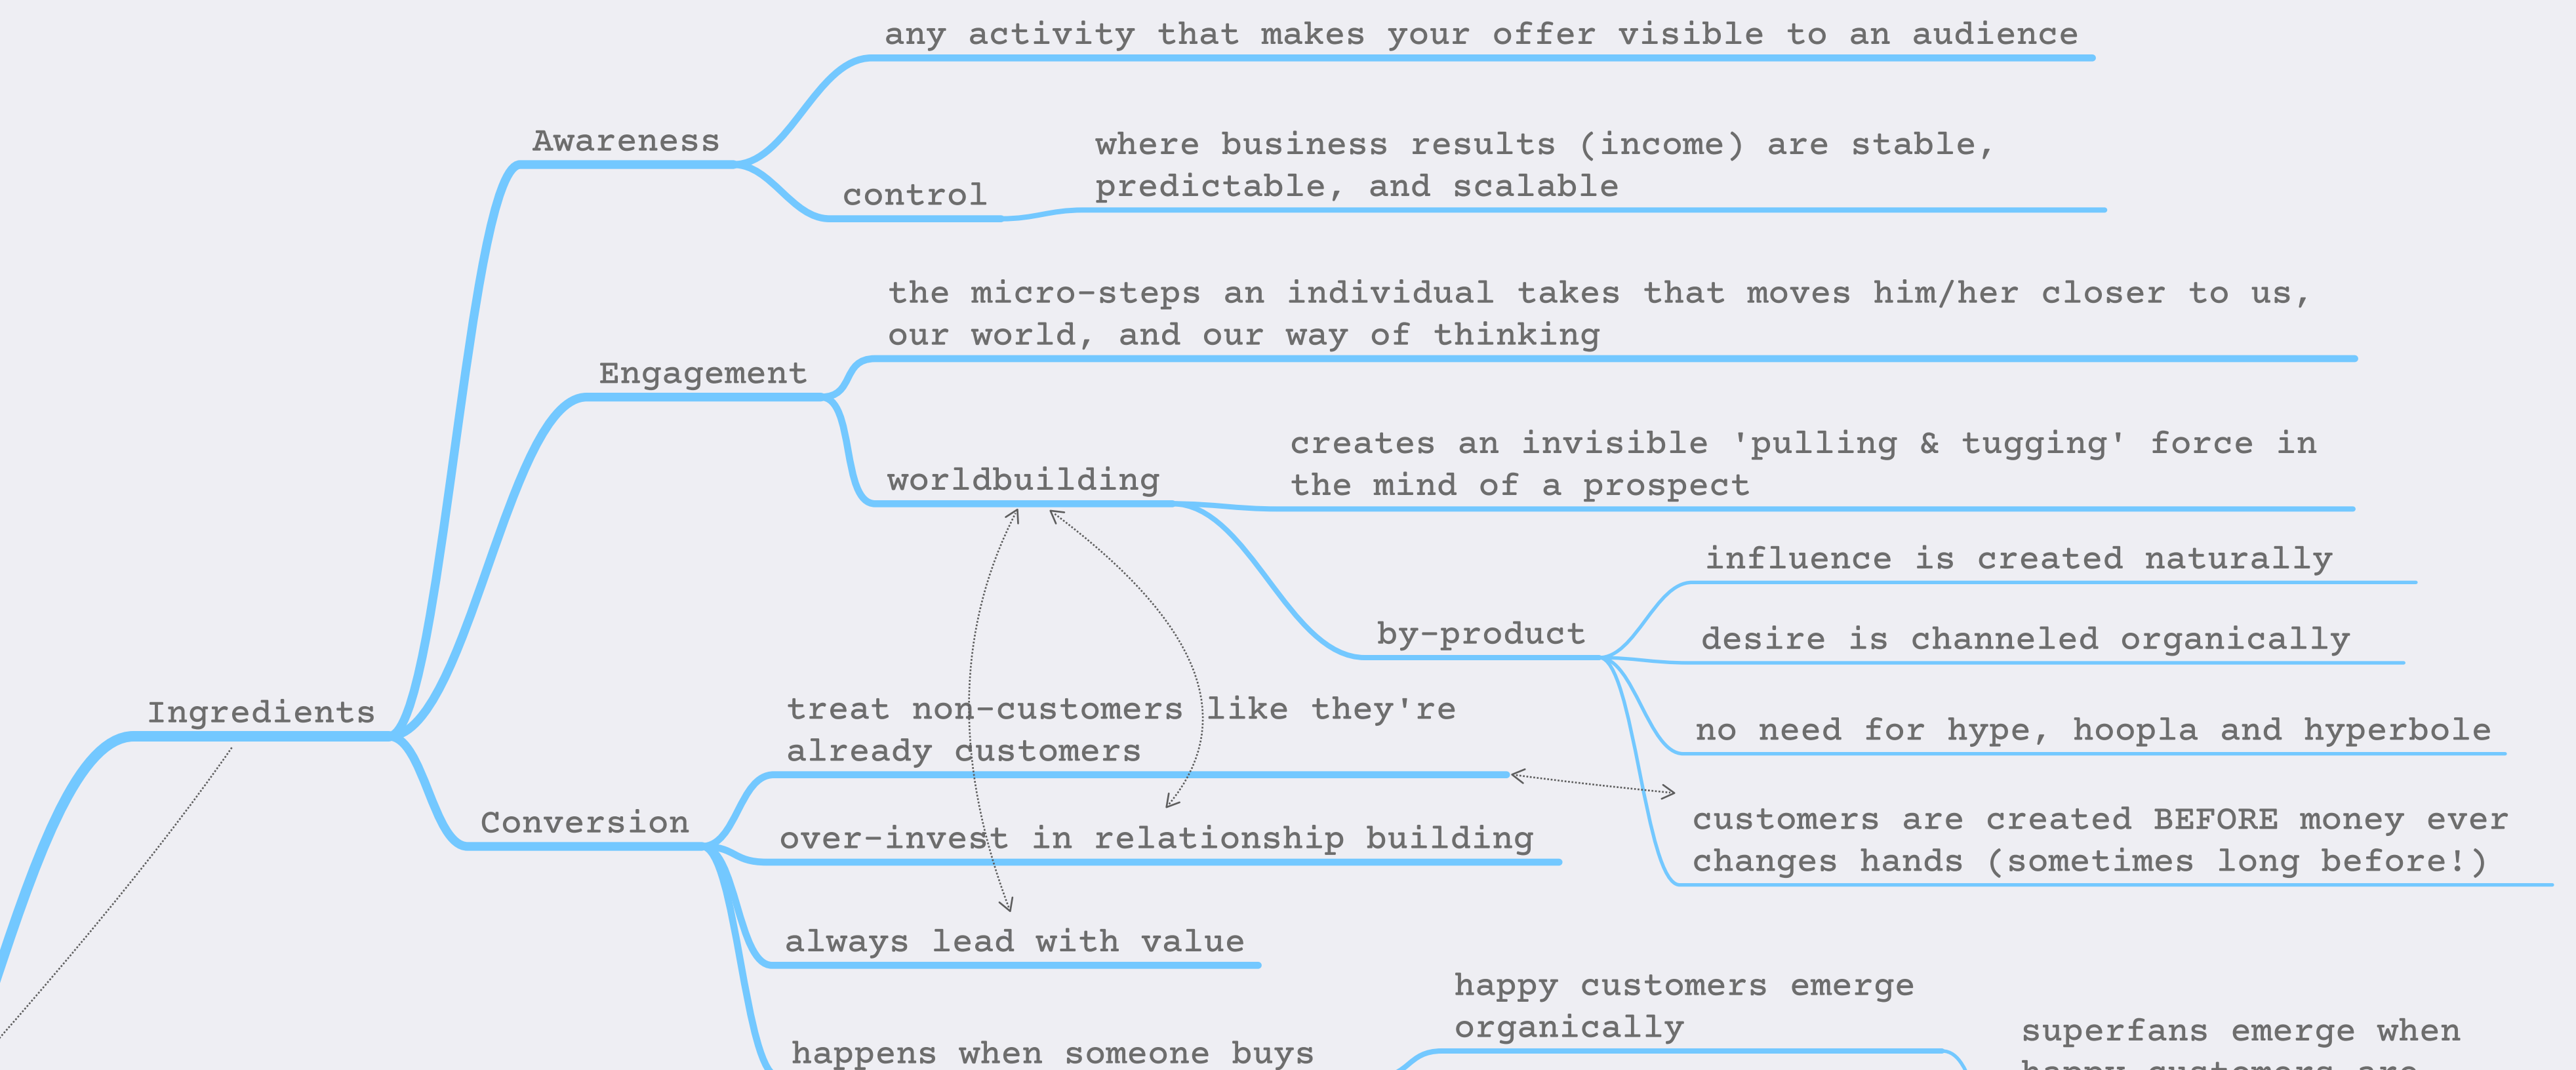 any activity that makes your offer visible to an audience
Awareness
where business results (income) are stable,
predictable, and scalable
control
the micro-steps an individual takes that moves him/her closer to us,
our world, and our way of thinking
Engagement
creates an invisible 'pulling & tugging' force in
the mind of a prospect
worldbuilding
influence is created naturally
by-product
desire is channeled organically
no need for hype, hoopla and hyperbole
customers are created BEFORE money ever
changes hands (sometimes long before!)
Ingredients
treat non-customers like they're
already customers
Conversion
over-invest in relationship building
always lead with value
happens when someone buys
happy customers emerge
organically
superfans emerge when
happy customers are